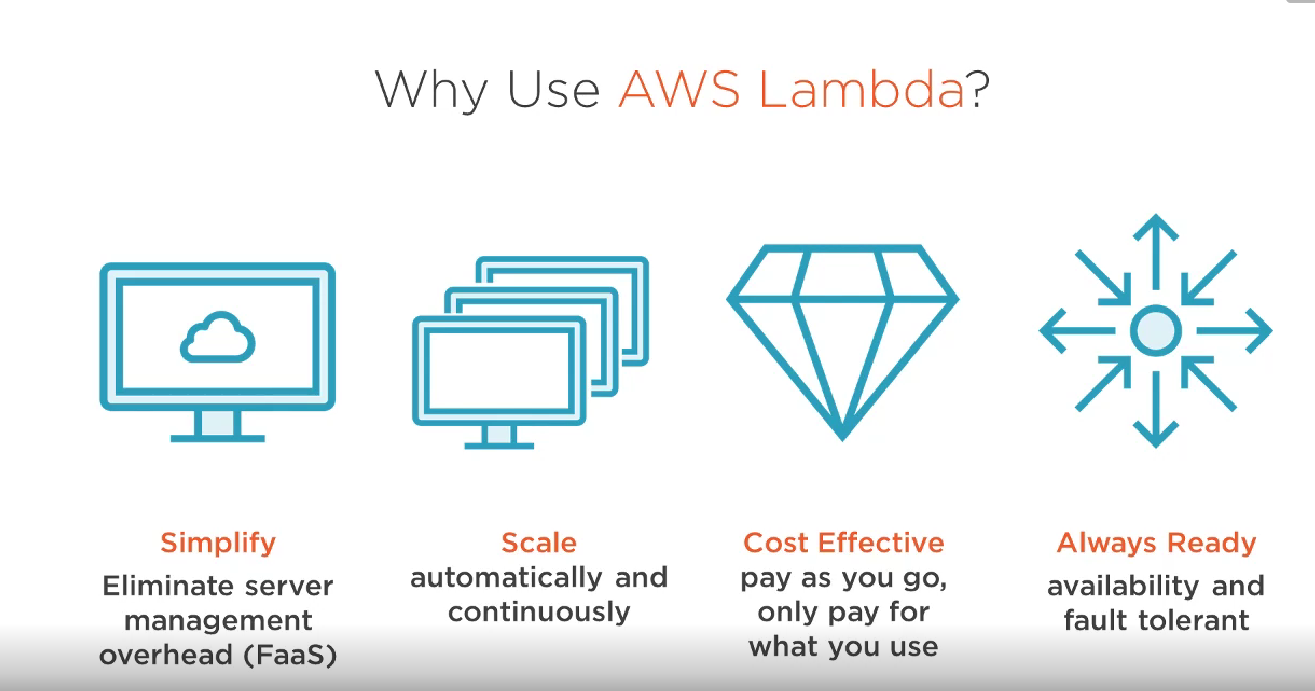 Why Use AWS Lambda?
Simplify
Eliminate server
management
overhead (FaaS)
Scale
automatically and
continuously
Cost Effective
pay as you go,
only pay for
what you use
Always Ready
availability and
fault tolerant